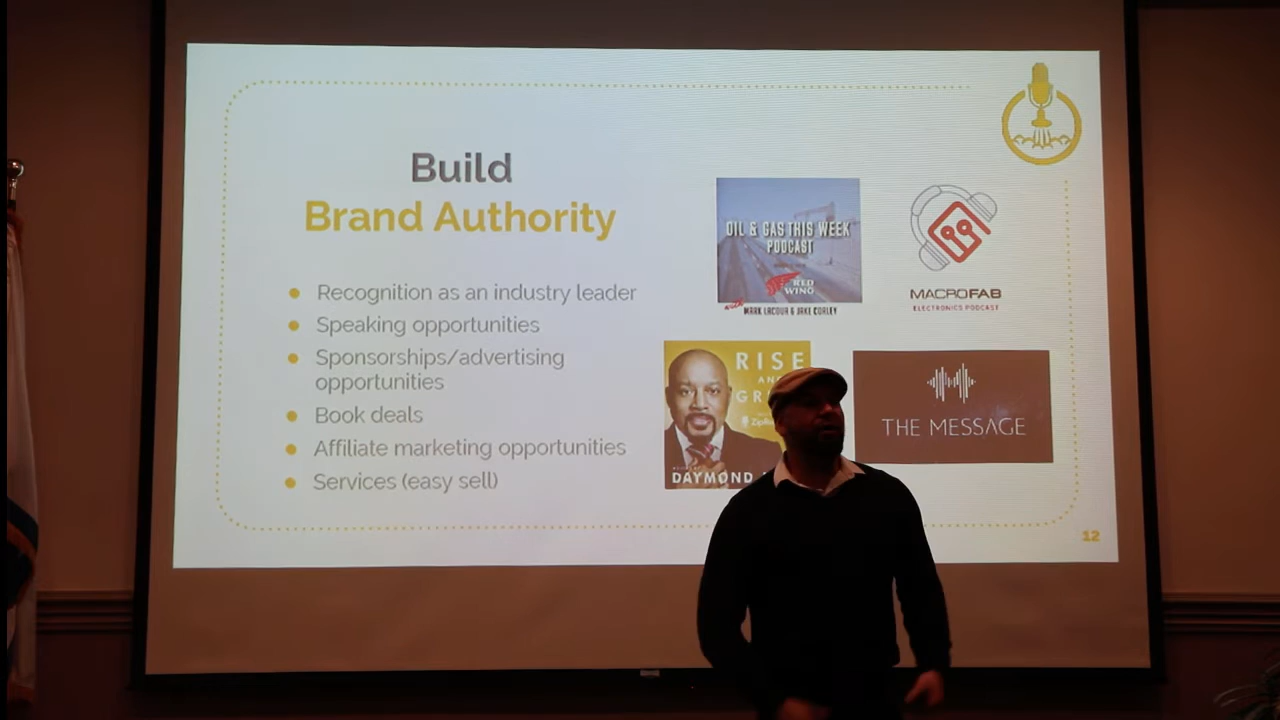 Build
Brand Authority
Recognition as an industry leader
Speaking opportunities
Sponsorships/advertising
opportunities
Book deals
Affiliate marketing opportunities
Services (easy sell)
OIL & GAS THIS WEEK
PODCAST
RED
WING
with
MARK LACOUR & JAKE CORLEY
MACROFAB
ELECTRONICS PODCAST
RISE
DAYMOND
THE MESSAGE
12